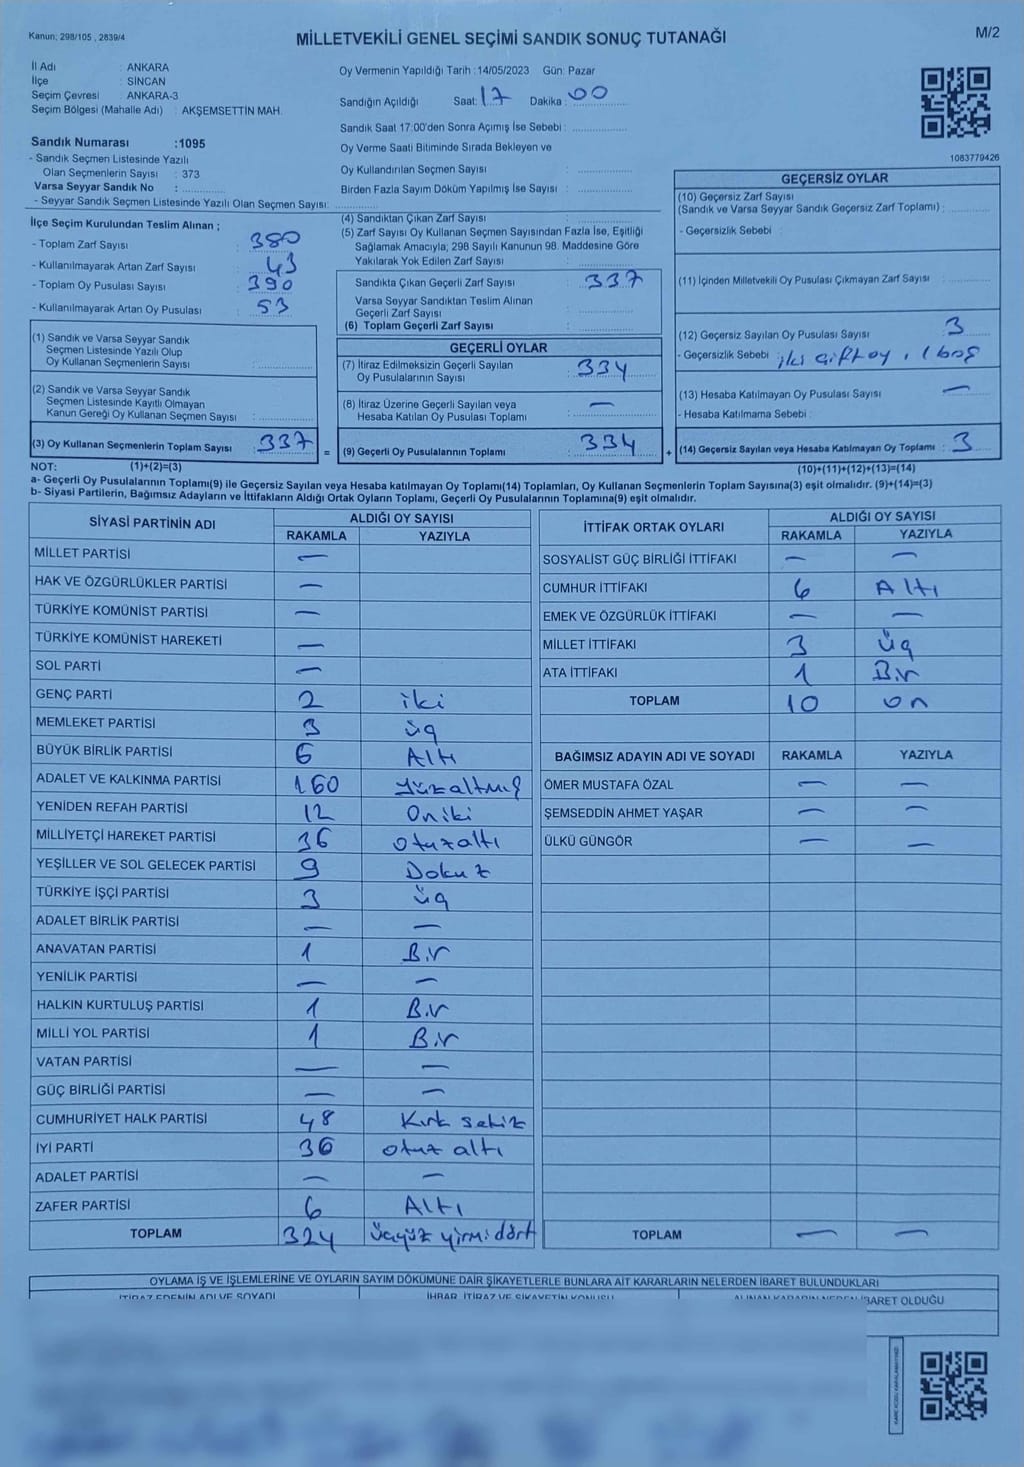 Kanun; 298/105 , 2839/4
MİLLETVEKİLİ GENEL SEÇİMİ SANDIK SONUÇ TUTANAĞI
M/2
İl Adı : ANKARA
İlçe : SİNCAN
Seçim Çevresi : ANKARA-3
Seçim Bölgesi (Mahalle Adı) : AKŞEMSETTİN MAH.
Oy Vermenin Yapıldığı Tarih :14/05/2023 Gün: Pazar
Sandığın Açıldığı Saat: 17 Dakika : 00
Sandık Saat 17:00'den Sonra Açımış İse Sebebi :
Oy Verme Saati Bitiminde Sırada Bekleyen ve
Oy Kullandırılan Seçmen Sayısı :
Birden Fazla Sayım Döküm Yapılmış İse Sayısı :
1083779426
Sandık Numarası :1095
- Sandık Seçmen Listesinde Yazılı
Olan Seçmenlerin Sayısı : 373
Varsa Seyyar Sandık No :
- Seyyar Sandık Seçmen Listesinde Yazılı Olan Seçmen Sayısı:
İlçe Seçim Kurulundan Teslim Alınan ;
- Toplam Zarf Sayısı : 380
- Kullanılmayarak Artan Zarf Sayısı : 43
- Toplam Oy Pusulası Sayısı : 390
- Kullanılmayarak Artan Oy Pusulası : 53
(1) Sandık ve Varsa Seyyar Sandık
Seçmen Listesinde Yazılı Olup
Oy Kullanan Seçmenlerin Sayısı :
(2) Sandık ve Varsa Seyyar Sandık
Seçmen Listesinde Kayıtlı Olmayan
Kanun Gereği Oy Kullanan Seçmen Sayısı :
(3) Oy Kullanan Seçmenlerin Toplam Sayısı : 337
(4) Sandıktan Çıkan Zarf Sayısı :
(5) Zarf Sayısı Oy Kullanan Seçmen Sayısından Fazla İse, Eşitliği
Sağlamak Amacıyla; 298 Sayılı Kanunun 98. Maddesine Göre
Yakılarak Yok Edilen Zarf Sayısı :
Sandıkta Çıkan Geçerli Zarf Sayısı : 337
Varsa Seyyar Sandıktan Teslim Alınan
Geçerli Zarf Sayısı :
(6) Toplam Geçerli Zarf Sayısı :
GEÇERLİ OYLAR
(7) İtiraz Edilmeksizin Geçerli Sayılan
Oy Pusulalarının Sayısı : 334
(8) İtiraz Üzerine Geçerli Sayılan veya
Hesaba Katılan Oy Pusulası Toplamı : —
= (9) Geçerli Oy Pusulalarının Toplamı : 334
GEÇERSİZ OYLAR
(10) Geçersiz Zarf Sayısı
(Sandık ve Varsa Seyyar Sandık Geçersiz Zarf Toplamı) :
- Geçersizlik Sebebi :
(11) İçinden Milletvekili Oy Pusulası Çıkmayan Zarf Sayısı :
(12) Geçersiz Sayılan Oy Pusulası Sayısı : 3
- Geçersizlik Sebebi : iki çift oy, 1 boş
(13) Hesaba Katılmayan Oy Pusulası Sayısı : —
- Hesaba Katılmama Sebebi :
+ (14) Geçersiz Sayılan veya Hesaba Katılmayan Oy Toplamı : 3
NOT: (1)+(2)=(3)
(10)+(11)+(12)+(13)=(14)
a- Geçerli Oy Pusulalarının Toplamı(9) ile Geçersiz Sayılan veya Hesaba katılmayan Oy Toplamı(14) Toplamları, Oy Kullanan Seçmenlerin Toplam Sayısına(3) eşit olmalıdır. (9)+(14)=(3)
b- Siyasi Partilerin, Bağımsız Adayların ve İttifakların Aldığı Ortak Oyların Toplamı, Geçerli Oy Pusulalarının Toplamına(9) eşit olmalıdır.
SİYASİ PARTİNİN ADI
ALDIĞI OY SAYISI
RAKAMLA YAZIYLA
MİLLET PARTİSİ —
HAK VE ÖZGÜRLÜKLER PARTİSİ —
TÜRKİYE KOMÜNİST PARTİSİ —
TÜRKİYE KOMÜNİST HAREKETİ —
SOL PARTİ —
GENÇ PARTİ 2 iki
MEMLEKET PARTİSİ 3 üç
BÜYÜK BİRLİK PARTİSİ 6 Altı
ADALET VE KALKINMA PARTİSİ 160 Yüzaltmış
YENİDEN REFAH PARTİSİ 12 Oniki
MİLLİYETÇİ HAREKET PARTİSİ 36 otuzaltı
YEŞİLLER VE SOL GELECEK PARTİSİ 9 Dokuz
TÜRKİYE İŞÇİ PARTİSİ 3 üç
ADALET BİRLİK PARTİSİ — —
ANAVATAN PARTİSİ 1 Bir
YENİLİK PARTİSİ — —
HALKIN KURTULUŞ PARTİSİ 1 Bir
MİLLİ YOL PARTİSİ 1 Bir
VATAN PARTİSİ — —
GÜÇ BİRLİĞİ PARTİSİ — —
CUMHURİYET HALK PARTİSİ 48 Kırk sekiz
İYİ PARTİ 36 otuz altı
ADALET PARTİSİ — —
ZAFER PARTİSİ 6 Altı
TOPLAM 324 üçyüz yirmi dört
İTTİFAK ORTAK OYLARI
ALDIĞI OY SAYISI
RAKAMLA YAZIYLA
SOSYALİST GÜÇ BİRLİĞİ İTTİFAKI — —
CUMHUR İTTİFAKI 6 Altı
EMEK VE ÖZGÜRLÜK İTTİFAKI — —
MİLLET İTTİFAKI 3 üç
ATA İTTİFAKI 1 Bir
TOPLAM 10 on
BAĞIMSIZ ADAYIN ADI VE SOYADI RAKAMLA YAZIYLA
ÖMER MUSTAFA ÖZAL — —
ŞEMSEDDİN AHMET YAŞAR — —
ÜLKÜ GÜNGÖR — —
TOPLAM — —
OYLAMA İŞ VE İŞLEMLERİNE VE OYLARIN SAYIM DÖKÜMÜNE DAİR ŞİKAYETLERLE BUNLARA AİT KARARLARIN NELERDEN İBARET BULUNDUKLARI
İTİRAZ EDENİN ADI VE SOYADI İHBAR, İTİRAZ VE ŞİKAYETİN KONUSU ALINAN KARARIN NEDEN İBARET OLDUĞU